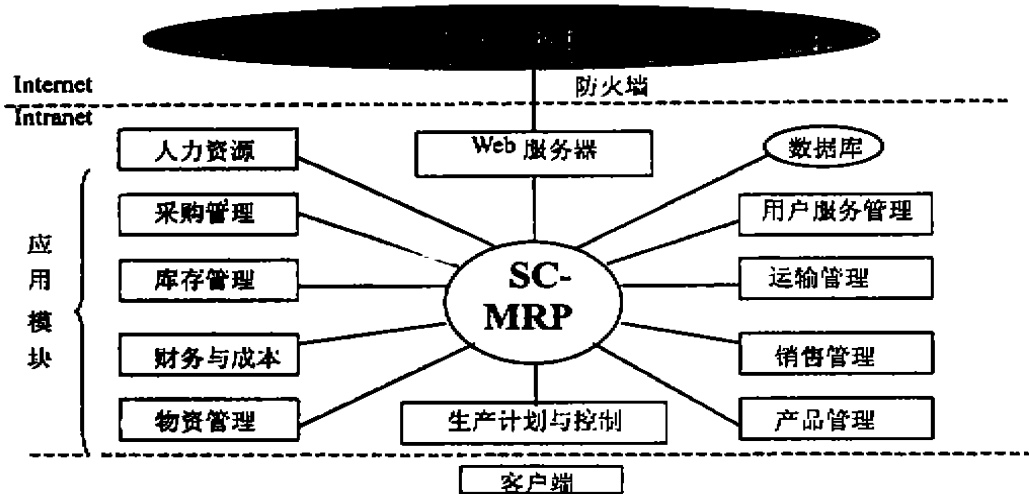 Internet
防火墙
Intranet
人力资源
Web 服务器
数据库
采购管理
用户服务管理
应用模块
库存管理
SC-
MRP
运输管理
财务与成本
销售管理
物资管理
生产计划与控制
产品管理
客户端